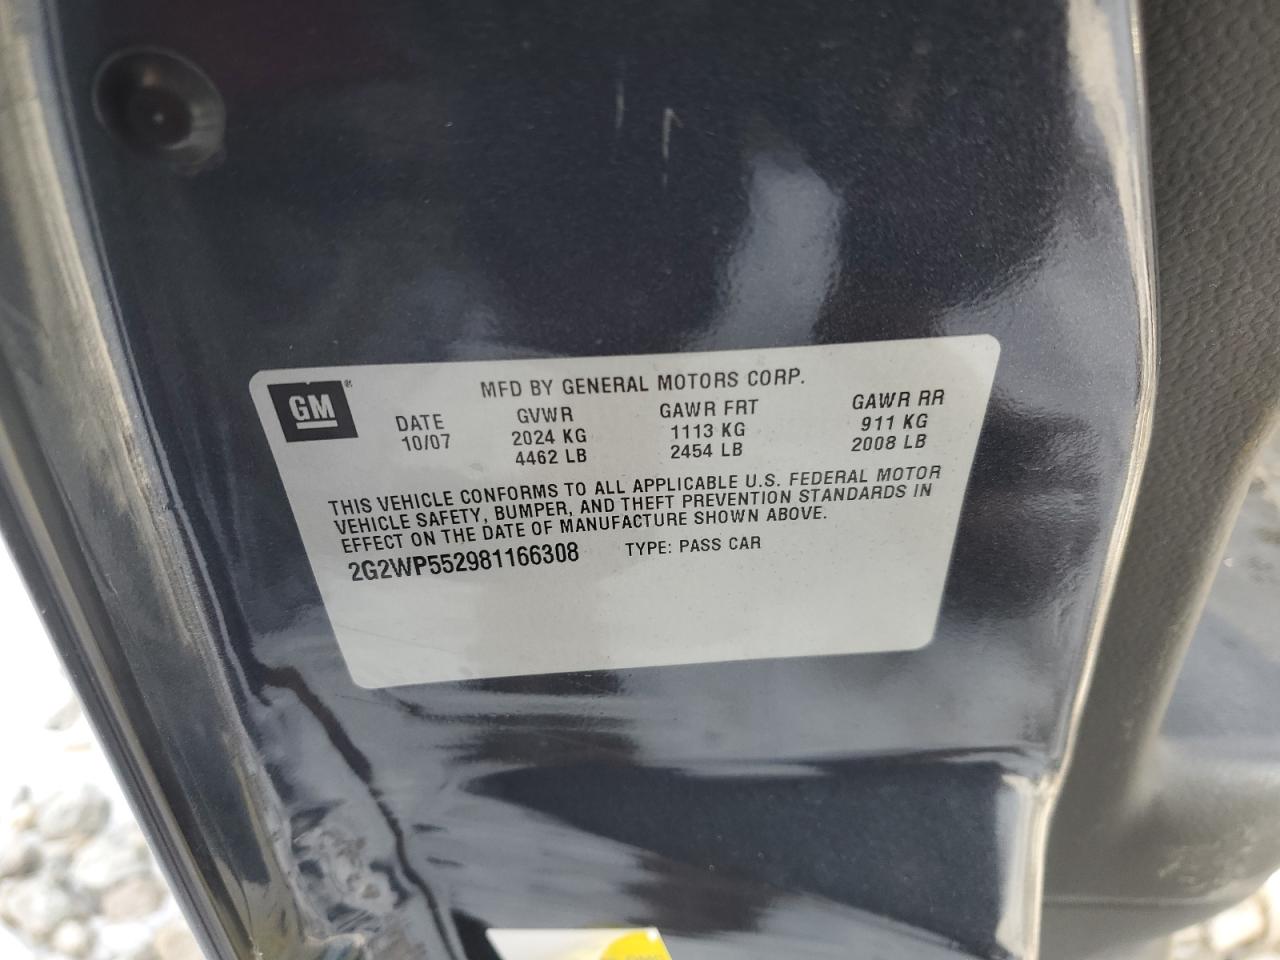 GM
MFD BY GENERAL MOTORS CORP.
DATE GVWR GAWR FRT GAWR RR
10/07 2024 KG 1113 KG 911 KG
4462 LB 2454 LB 2008 LB
THIS VEHICLE CONFORMS TO ALL APPLICABLE U.S. FEDERAL MOTOR
VEHICLE SAFETY, BUMPER, AND THEFT PREVENTION STANDARDS IN
EFFECT ON THE DATE OF MANUFACTURE SHOWN ABOVE.
2G2WP552981166308 TYPE: PASS CAR